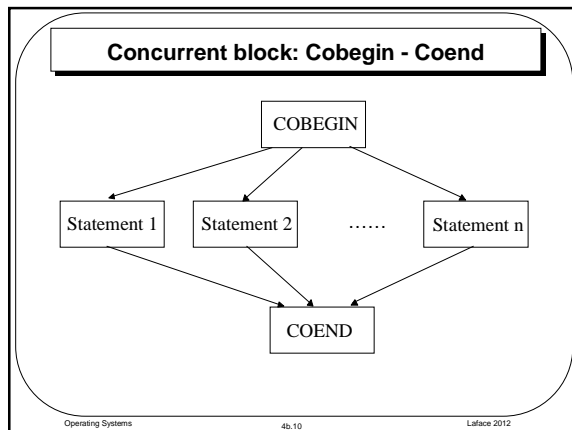 Concurrent block: Cobegin - Coend
COBEGIN
Statement 1 Statement 2 ...... Statement n
COEND
Operating Systems 4b.10 Laface 2012